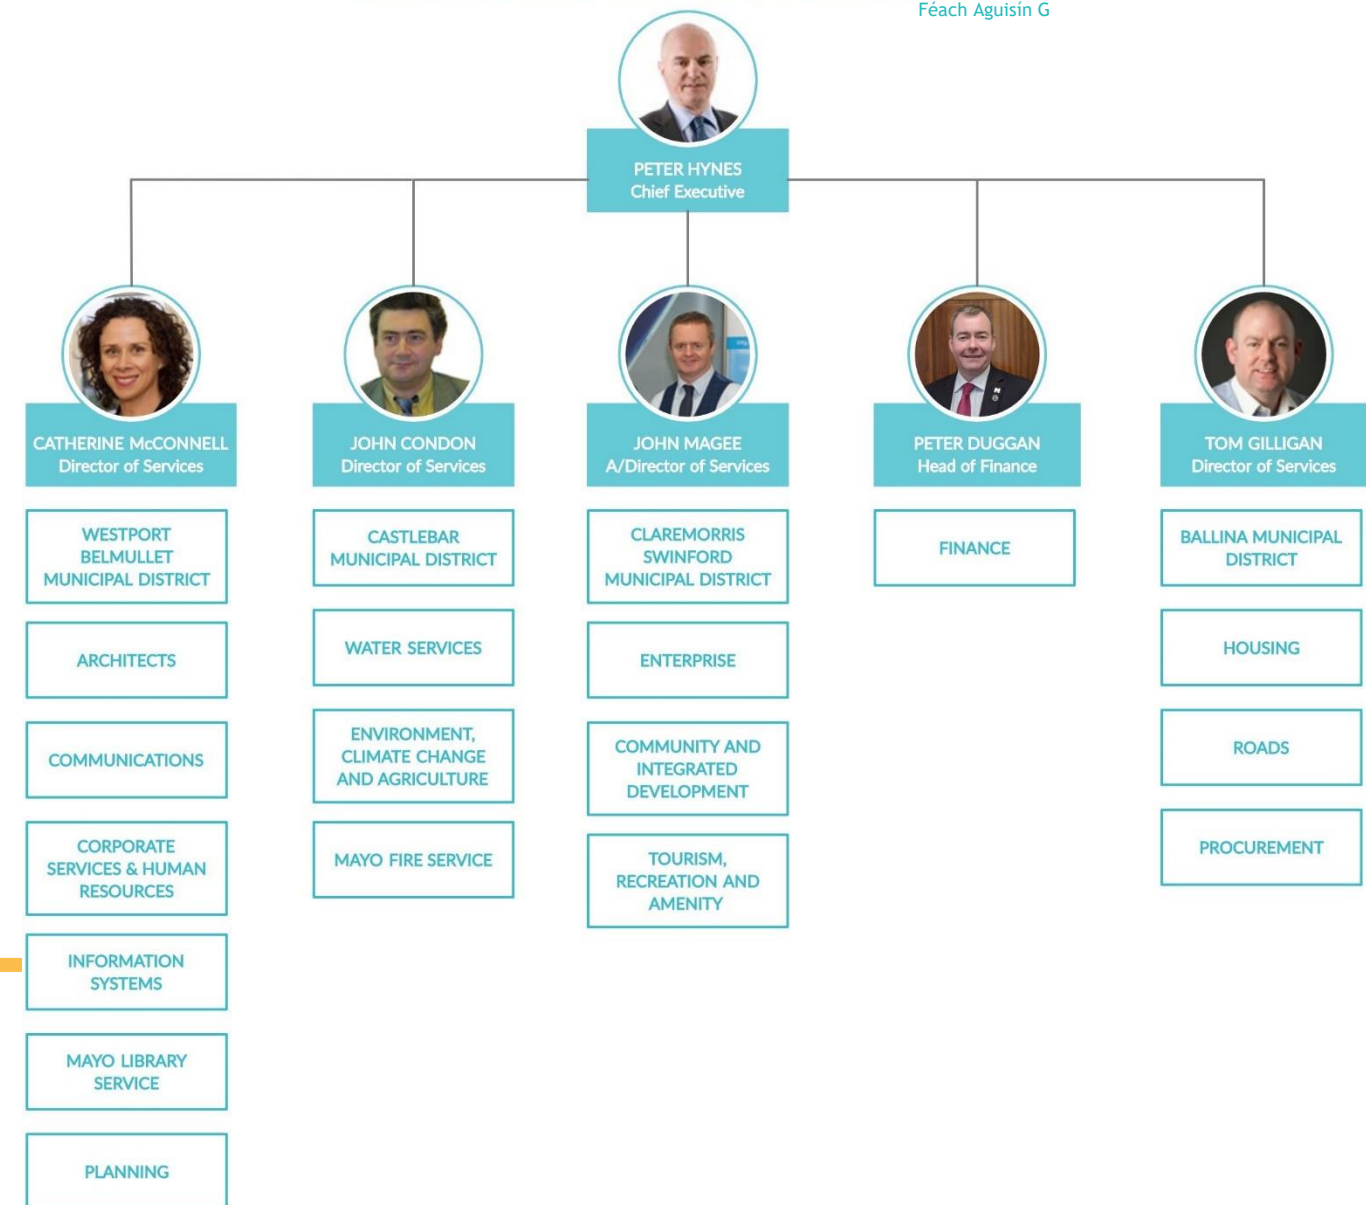 Féach Aguisín G
PETER HYNES
Chief Executive
CATHERINE McCONNELL
Director of Services
WESTPORT
BELMULLET
MUNICIPAL DISTRICT
ARCHITECTS
COMMUNICATIONS
CORPORATE
SERVICES & HUMAN
RESOURCES
INFORMATION
SYSTEMS
MAYO LIBRARY
SERVICE
PLANNING
JOHN CONDON
Director of Services
CASTLEBAR
MUNICIPAL DISTRICT
WATER SERVICES
ENVIRONMENT,
CLIMATE CHANGE
AND AGRICULTURE
MAYO FIRE SERVICE
JOHN MAGEE
A/Director of Services
CLAREMORRIS
SWINFORD
MUNICIPAL DISTRICT
ENTERPRISE
COMMUNITY AND
INTEGRATED
DEVELOPMENT
TOURISM,
RECREATION AND
AMENITY
PETER DUGGAN
Head of Finance
FINANCE
TOM GILLIGAN
Director of Services
BALLINA MUNICIPAL
DISTRICT
HOUSING
ROADS
PROCUREMENT